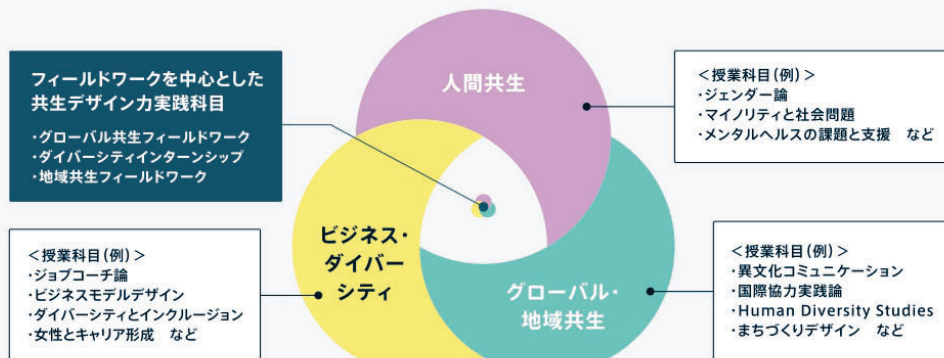 フィールドワークを中心とした
共生デザイン力実践科目
・グローバル共生フィールドワーク
・ダイバーシティインターンシップ
・地域共生フィールドワーク
人間共生
＜授業科目(例)＞
・ジェンダー論
・マイノリティと社会問題
・メンタルヘルスの課題と支援 など
ビジネス・
ダイバー
シティ
＜授業科目(例)＞
・ジョブコーチ論
・ビジネスモデルデザイン
・ダイバーシティとインクルージョン
・女性とキャリア形成 など
グローバル・
地域共生
＜授業科目(例)＞
・異文化コミュニケーション
・国際協力実践論
・Human Diversity Studies
・まちづくりデザイン など